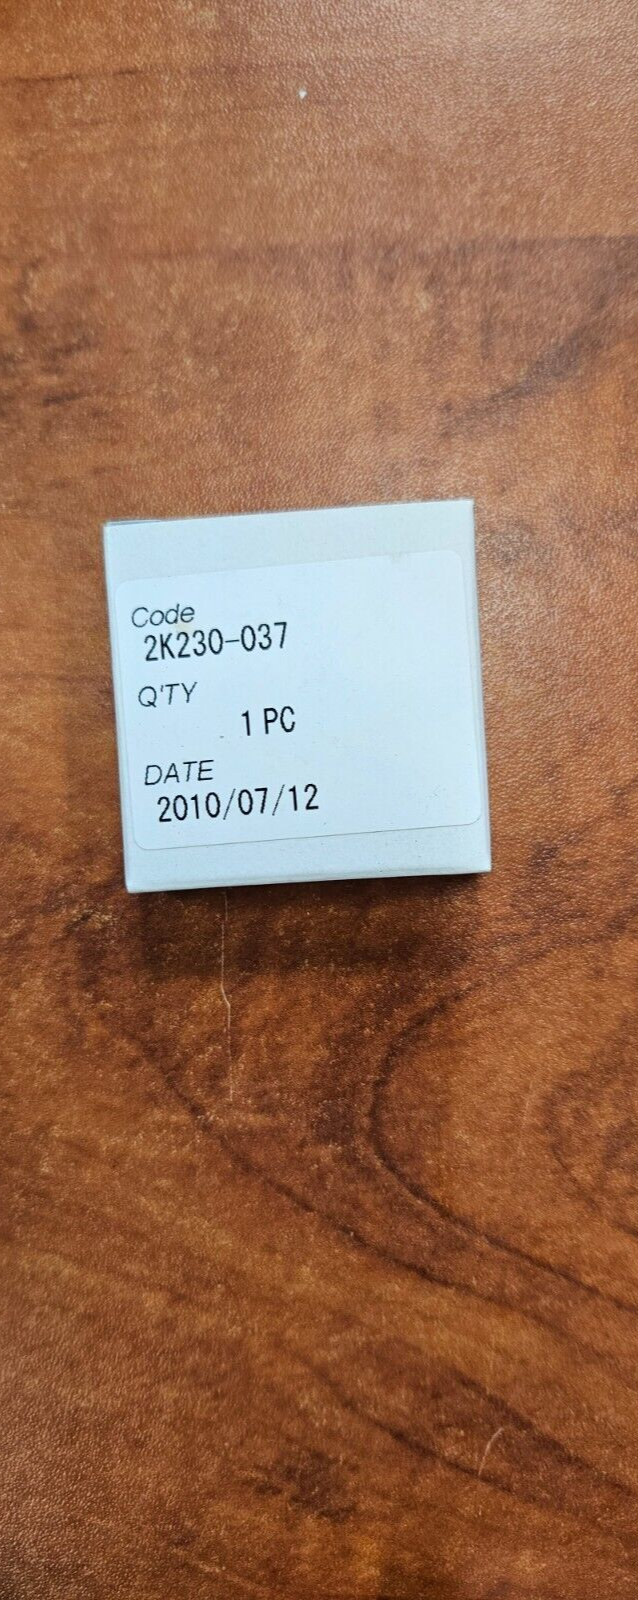 Code
2K230-037
Q'TY
1 PC
DATE
2010/07/12